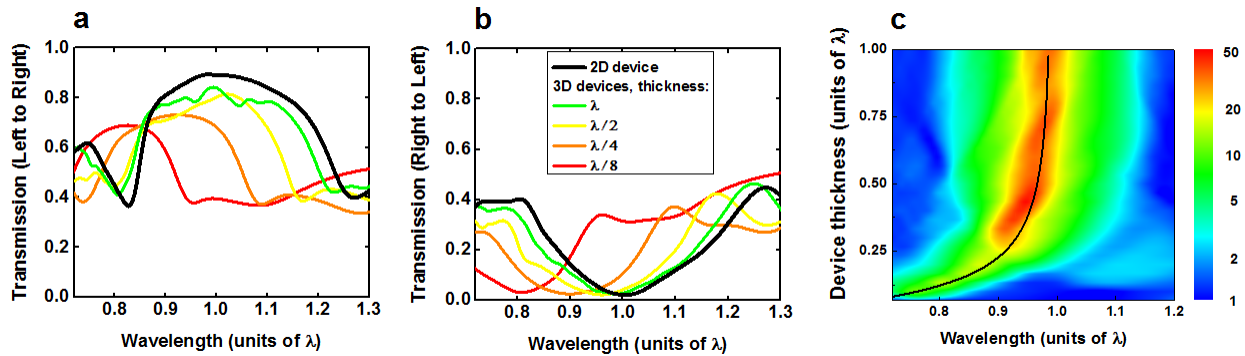 a
Transmission (Left to Right)
1.0
0.8
0.6
0.4
0.2
0.0
0.8 0.9 1.0 1.1 1.2 1.3
Wavelength (units of λ)
b
Transmission (Right to Left)
1.0
0.8
0.6
0.4
0.2
0.0
2D device
3D devices, thickness:
λ
λ/2
λ/4
λ/8
0.8 0.9 1.0 1.1 1.2 1.3
Wavelength (units of λ)
c
Device thickness (units of λ)
1.00
0.75
0.50
0.25
0.8 0.9 1.0 1.1 1.2
Wavelength (units of λ)
50
20
10
5
2
1